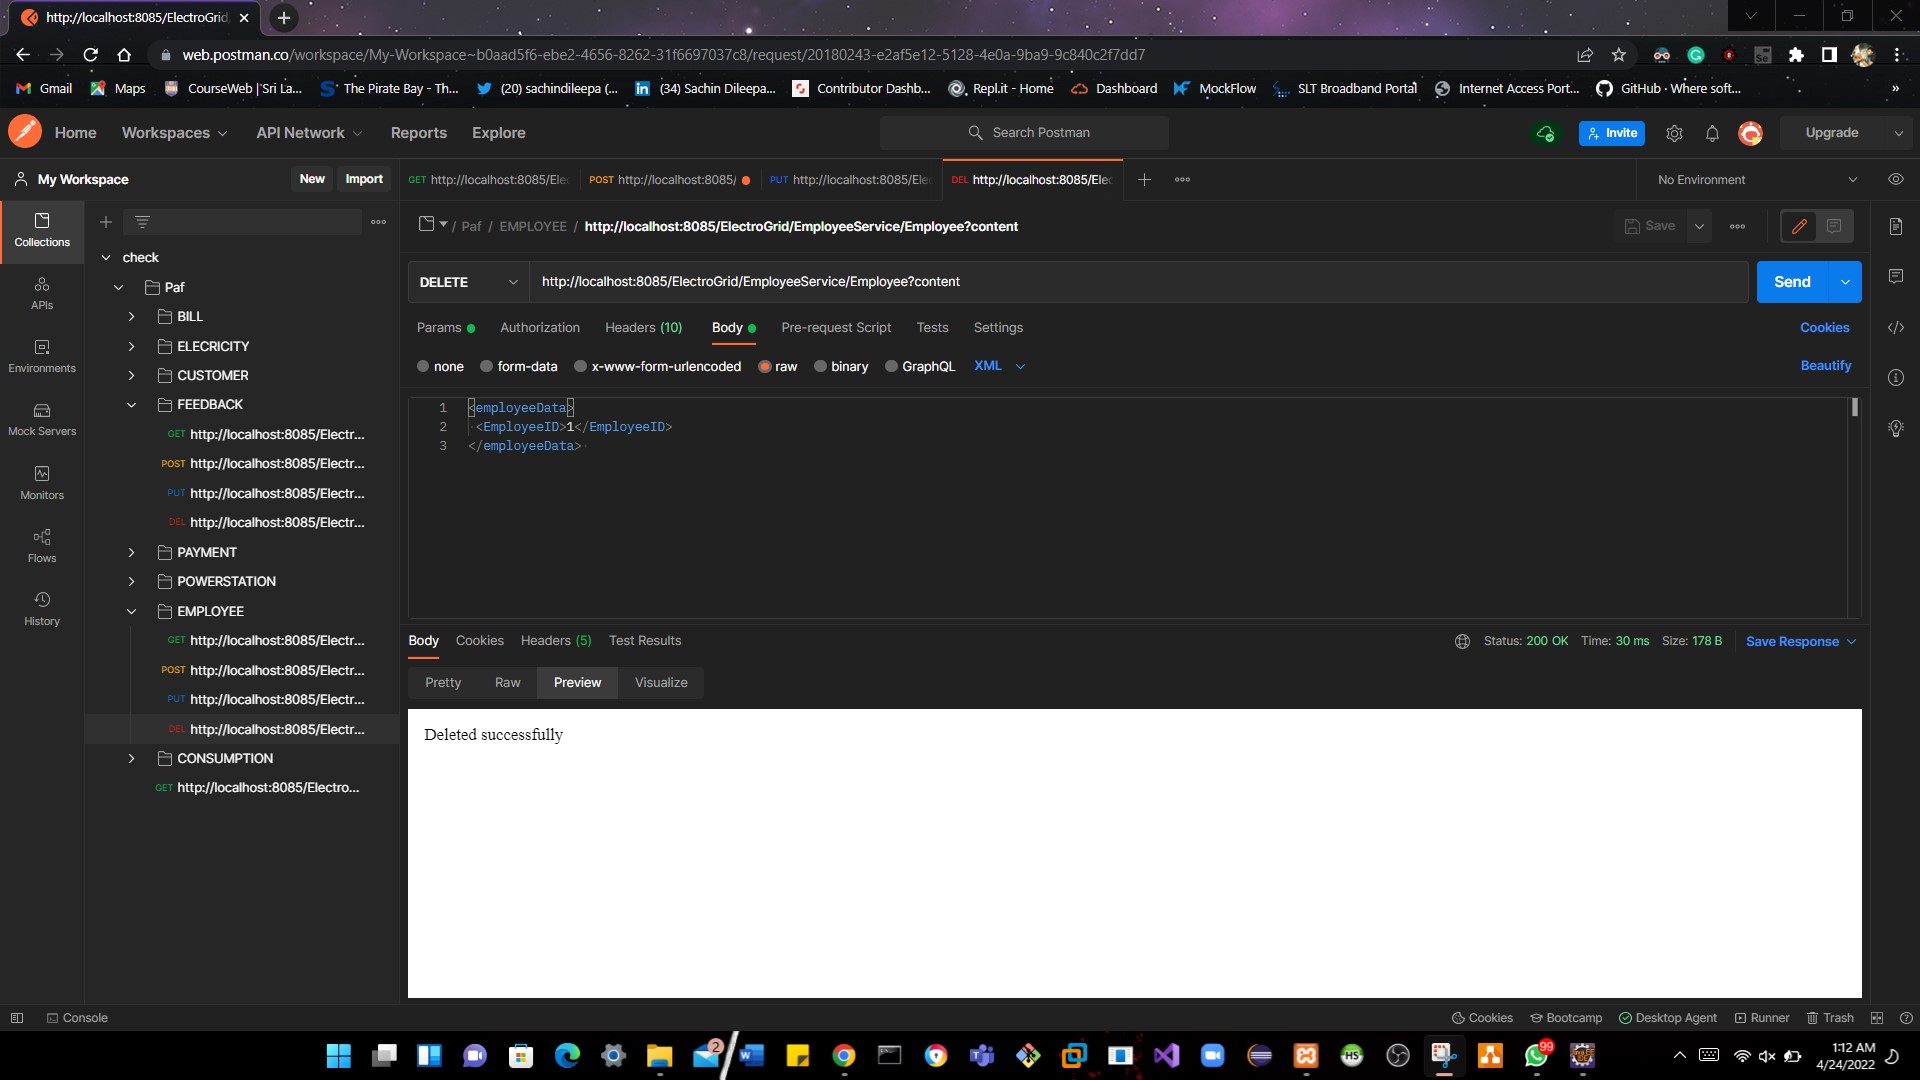 http://localhost:8085/ElectroGrid
web.postman.co/workspace/My-Workspace~b0aad5f6-ebe2-4656-8262-31f6697037c8/request/20180243-e2af5e12-5128-4e0a-9ba9-9c840c2f7dd7
Gmail Maps CourseWeb | Sri La... The Pirate Bay - Th... (20) sachindileepa (... (34) Sachin Dileepa... Contributor Dashb... Repl.it - Home Dashboard MockFlow SLT Broadband Portal Internet Access Port... GitHub · Where soft... »
Home Workspaces API Network Reports Explore Search Postman Invite Upgrade
My Workspace New Import
GET http://localhost:8085/Ele POST http://localhost:8085/ PUT http://localhost:8085/Ele DEL http://localhost:8085/Ele No Environment
Collections
APIs
Environments
Mock Servers
Monitors
Flows
History
check
Paf
BILL
ELECRICITY
CUSTOMER
FEEDBACK
GET http://localhost:8085/Electr...
POST http://localhost:8085/Electr...
PUT http://localhost:8085/Electr...
DEL http://localhost:8085/Electr...
PAYMENT
POWERSTATION
EMPLOYEE
GET http://localhost:8085/Electr...
POST http://localhost:8085/Electr...
PUT http://localhost:8085/Electr...
DEL http://localhost:8085/Electr...
CONSUMPTION
GET http://localhost:8085/Electro...
/ Paf / EMPLOYEE / http://localhost:8085/ElectroGrid/EmployeeService/Employee?content Save
DELETE http://localhost:8085/ElectroGrid/EmployeeService/Employee?content Send
Params Authorization Headers (10) Body Pre-request Script Tests Settings Cookies
none form-data x-www-form-urlencoded raw binary GraphQL XML Beautify
1 <employeeData>
2 <EmployeeID>1</EmployeeID>
3 </employeeData>
Body Cookies Headers (5) Test Results Status: 200 OK Time: 30 ms Size: 178 B Save Response
Pretty Raw Preview Visualize
Deleted successfully
Console Cookies Bootcamp Desktop Agent Runner Trash
2
99
1:12 AM
4/24/2022